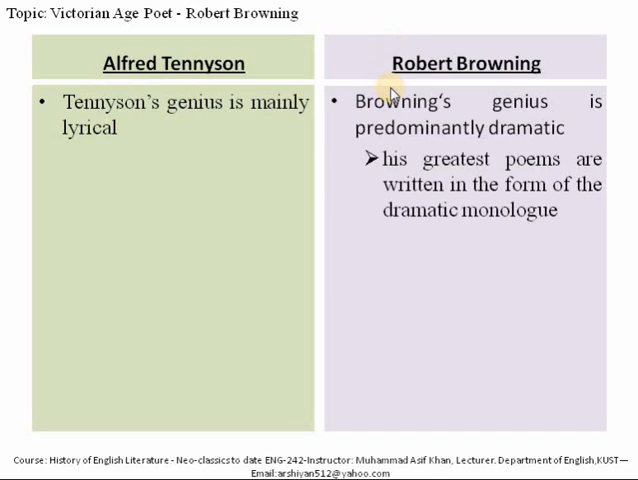 Topic: Victorian Age Poet - Robert Browning
Alfred Tennyson
Robert Browning
• Tennyson's genius is mainly
lyrical
• Browning's genius is
predominantly dramatic
➢ his greatest poems are
written in the form of the
dramatic monologue
Course: History of English Literature - Neo-classics to date ENG-242-Instructor: Muhammad Asif Khan, Lecturer. Department of English,KUST—
Email:arshiyan512@yahoo.com